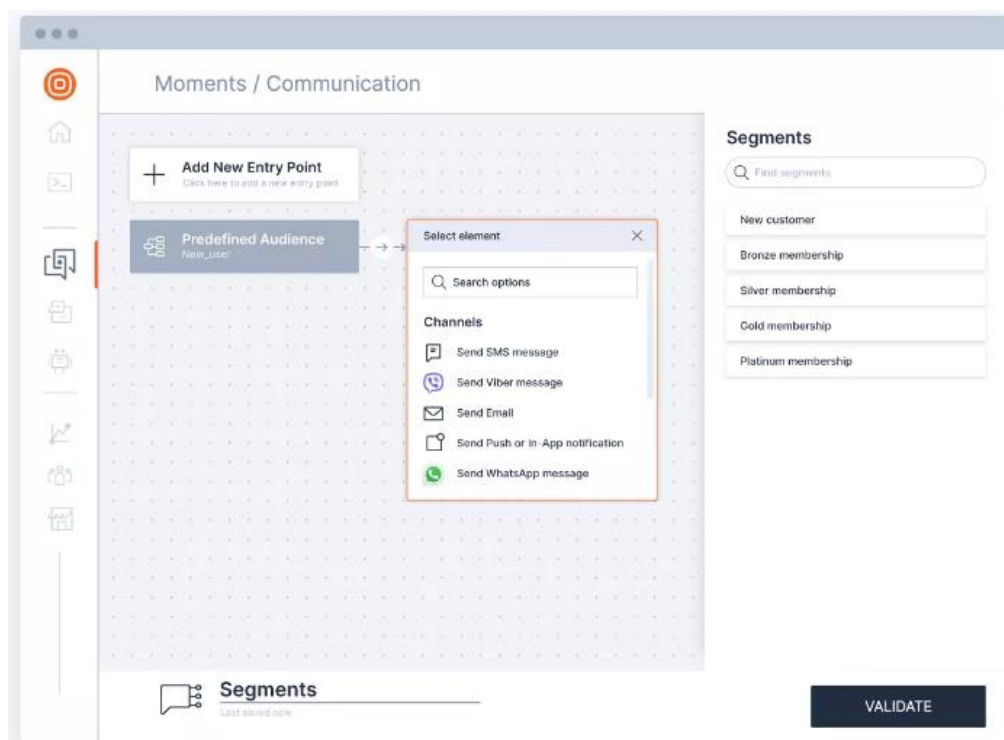 Moments / Communication
Add New Entry Point
Click here to add a new entry point
Predefined Audience
New_user
Select element
Search options
Channels
Send SMS message
Send Viber message
Send Email
Send Push or In-App notification
Send WhatsApp message
Segments
Find segments
New customer
Bronze membership
Silver membership
Gold membership
Platinum membership
Segments
Last saved now
VALIDATE